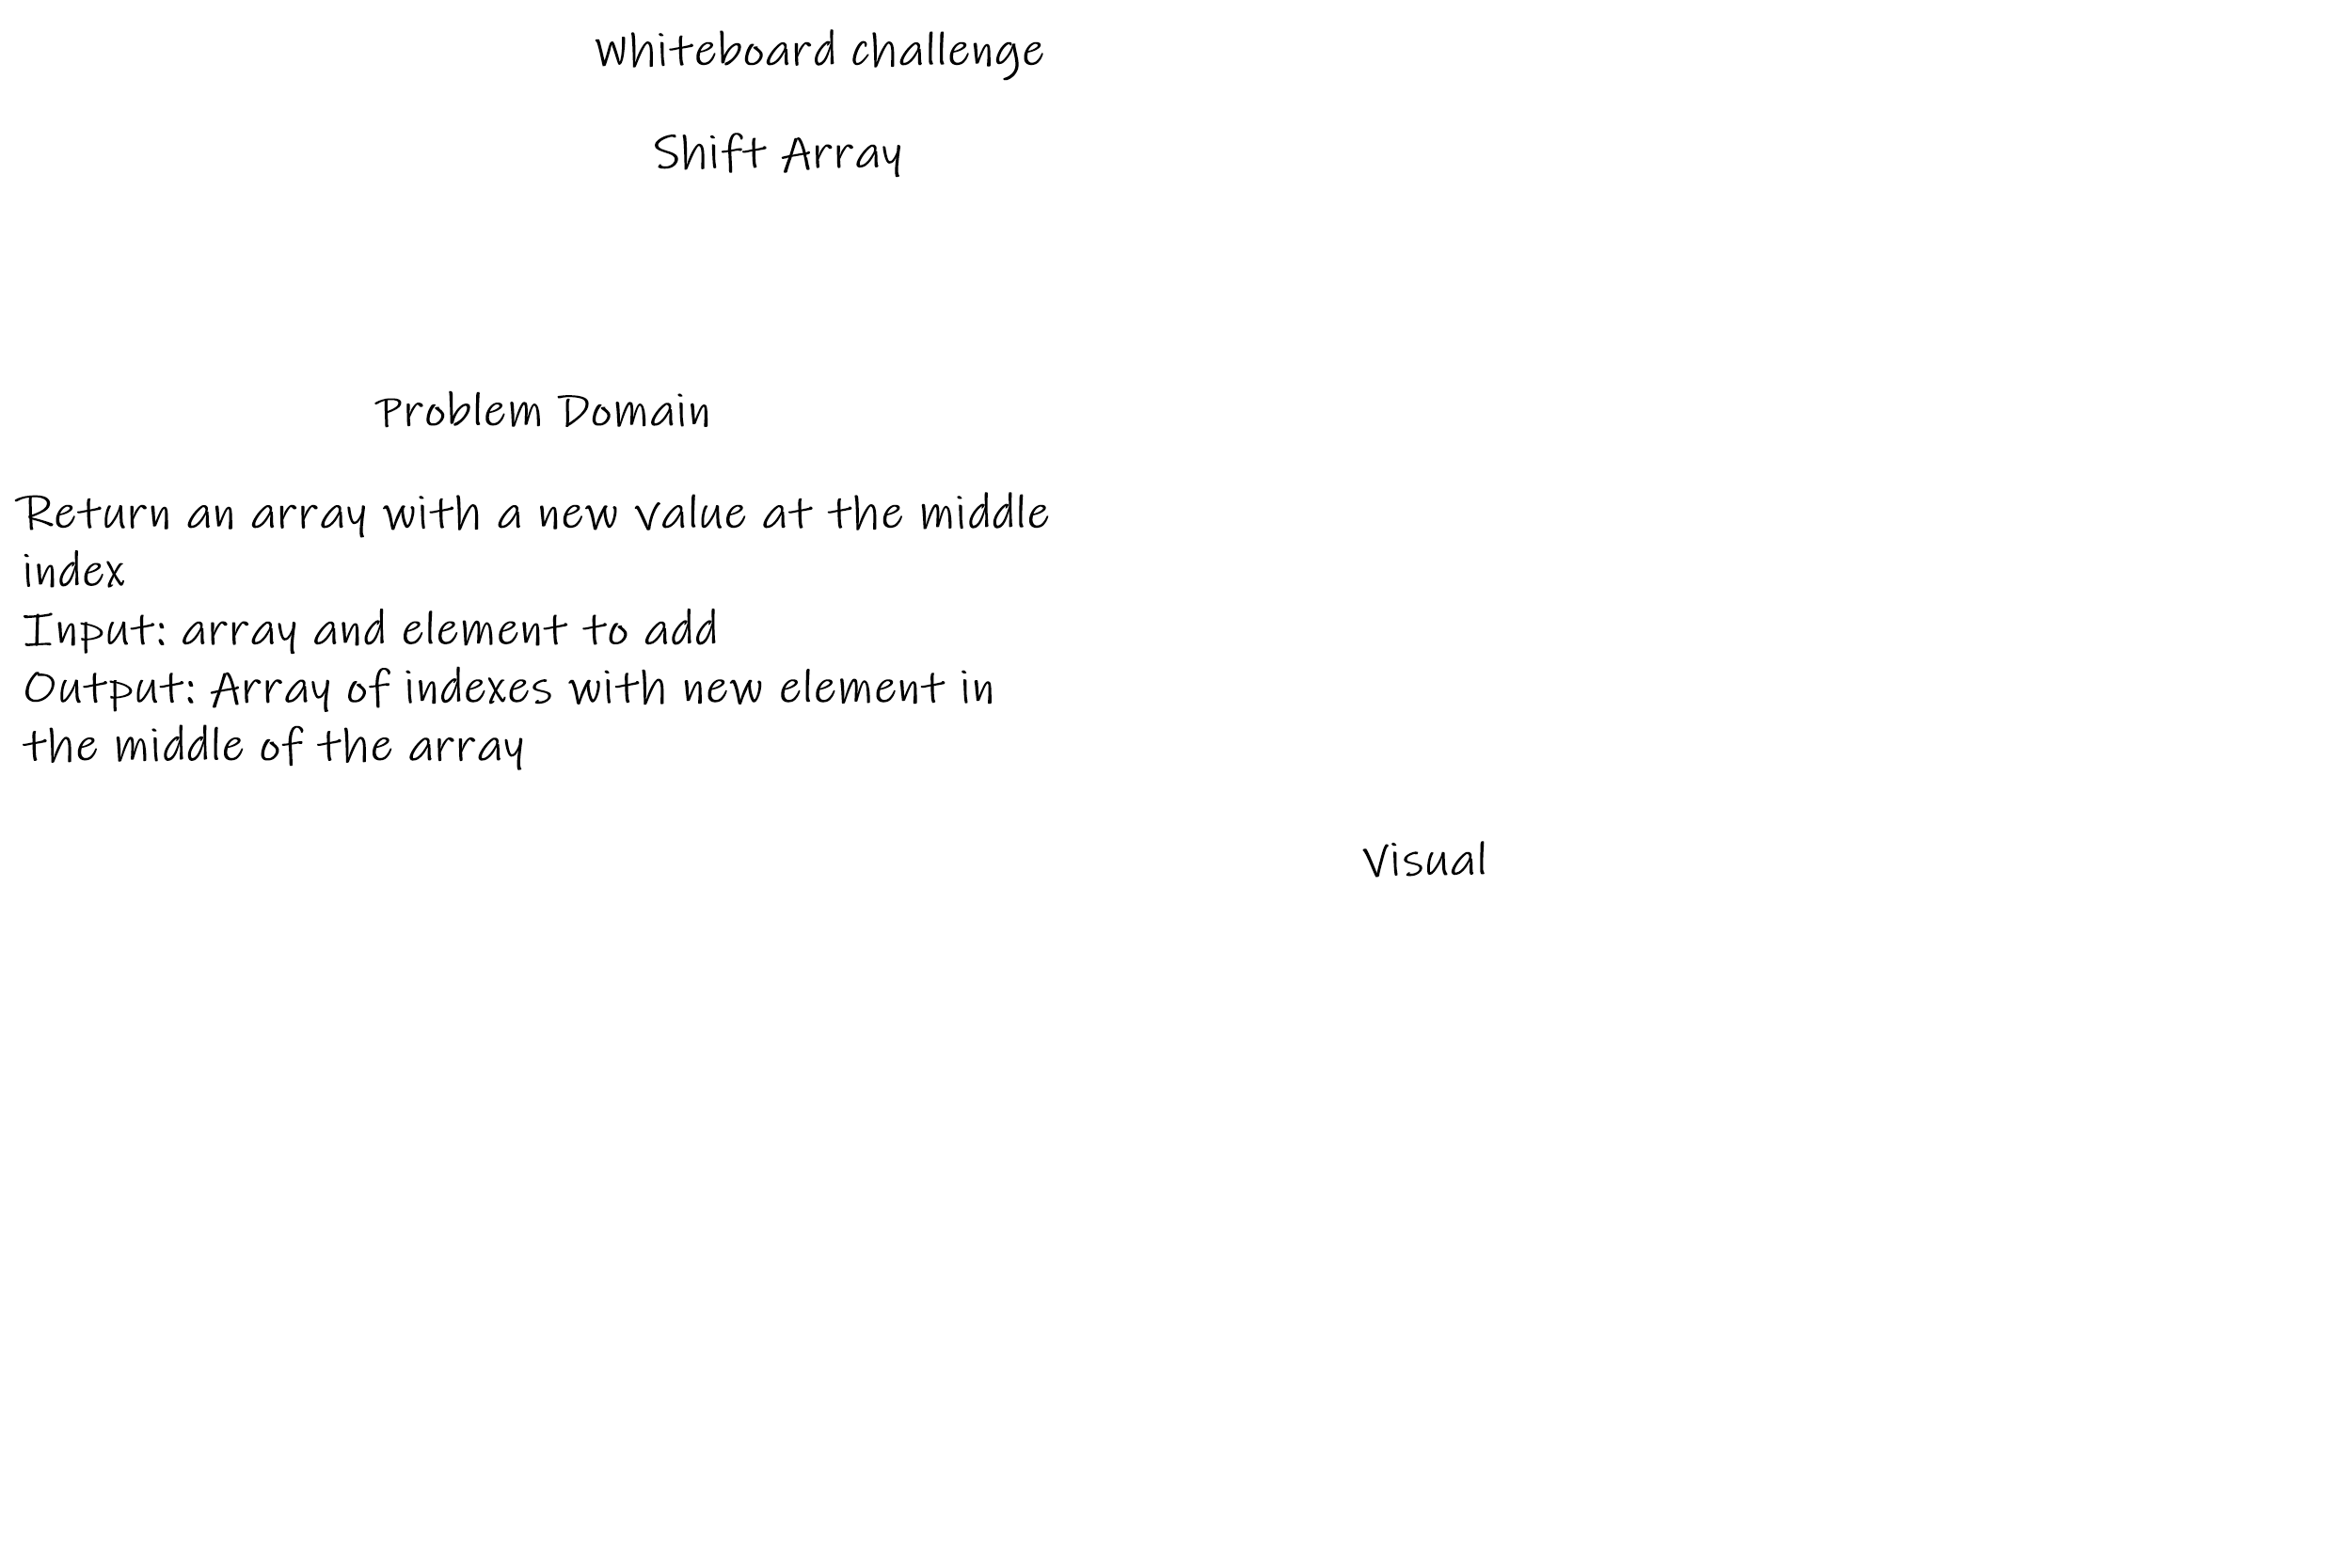 Whiteboard challenge
Shift Array
Problem Domain
Return an array with a new value at the middle
index
Input: array and element to add
Output: Array of indexes with new element in
the middle of the array
Visual